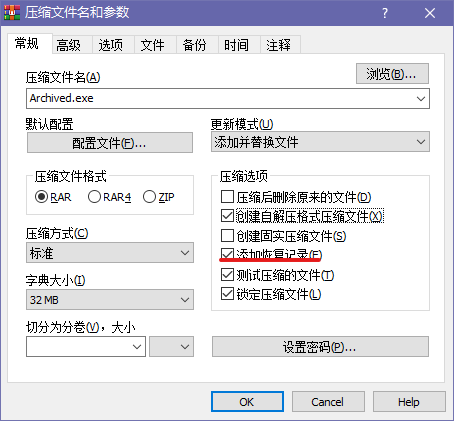 压缩文件名和参数
常规 高级 选项 文件 备份 时间 注释
压缩文件名(A)
浏览(B)...
Archived.exe
默认配置
配置文件(F)...
更新模式(U)
添加并替换文件
压缩文件格式
RAR RAR4 ZIP
压缩选项
压缩后删除原来的文件(D)
创建自解压格式压缩文件(X)
创建固实压缩文件(S)
添加恢复记录(E)
测试压缩的文件(T)
锁定压缩文件(L)
压缩方式(C)
标准
字典大小(I)
32 MB
切分为分卷(V)，大小
设置密码(P)...
OK Cancel Help